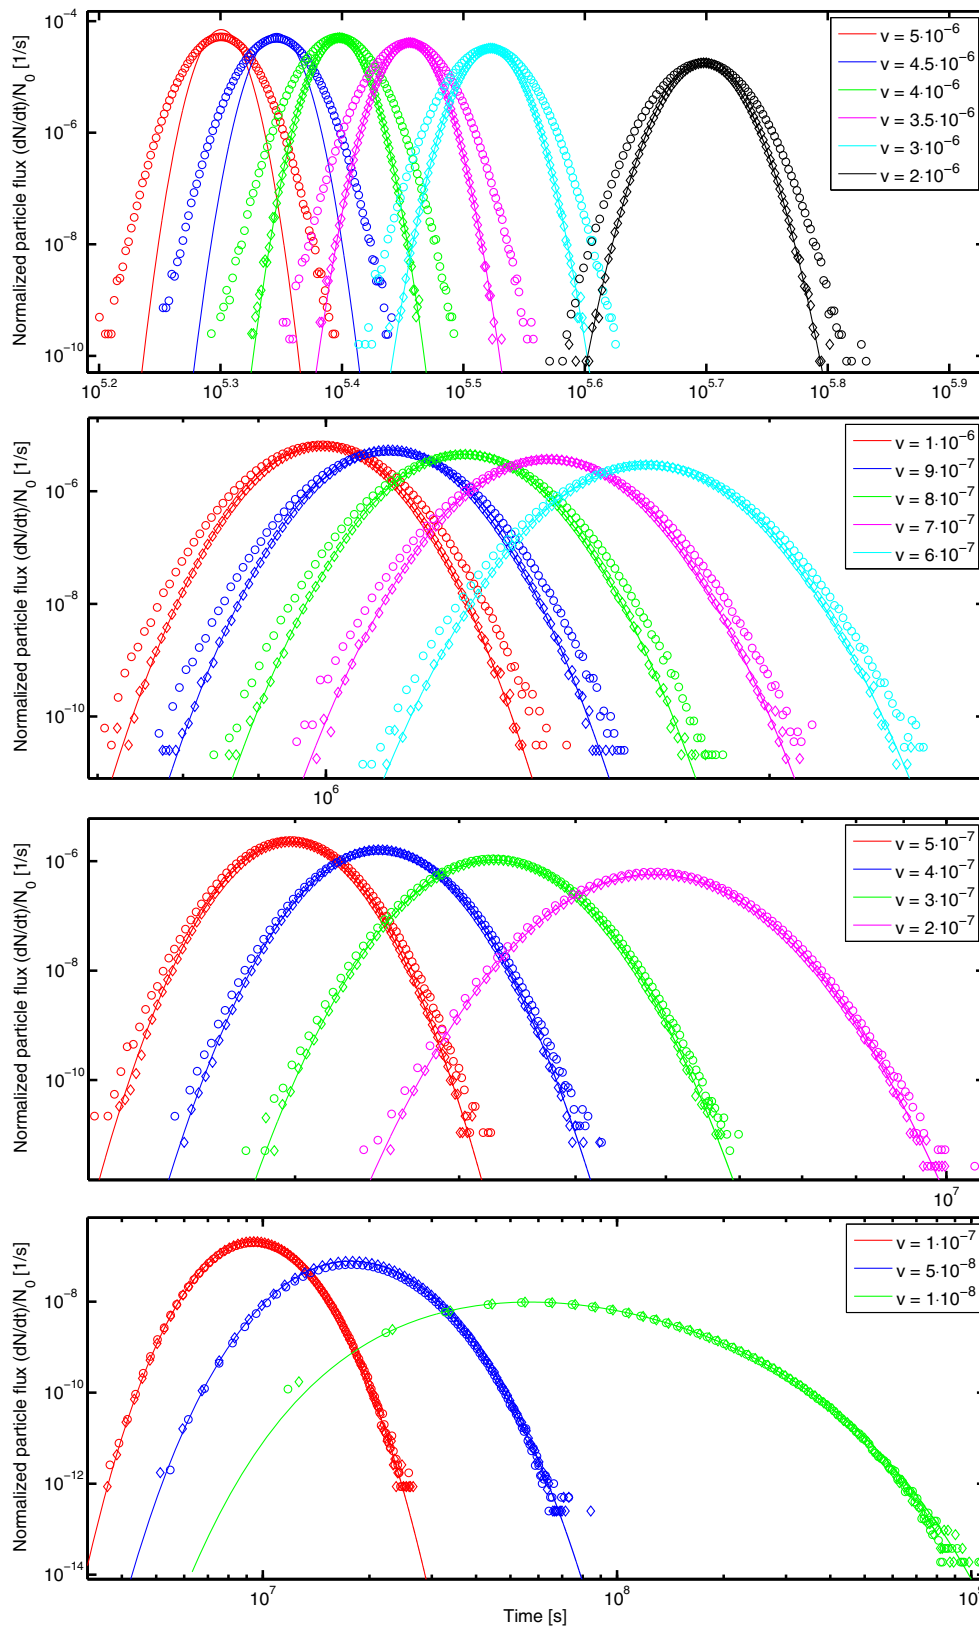 Normalized particle flux (dN/dt)/N_0 [1/s]
10^-4
10^-6
10^-8
10^-10
10^5.2 10^5.3 10^5.4 10^5.5 10^5.6 10^5.7 10^5.8 10^5.9
v = 5·10^-6
v = 4.5·10^-6
v = 4·10^-6
v = 3.5·10^-6
v = 3·10^-6
v = 2·10^-6
Normalized particle flux (dN/dt)/N_0 [1/s]
10^-6
10^-8
10^-10
10^6
v = 1·10^-6
v = 9·10^-7
v = 8·10^-7
v = 7·10^-7
v = 6·10^-7
Normalized particle flux (dN/dt)/N_0 [1/s]
10^-6
10^-8
10^-10
10^7
v = 5·10^-7
v = 4·10^-7
v = 3·10^-7
v = 2·10^-7
Normalized particle flux (dN/dt)/N_0 [1/s]
10^-8
10^-10
10^-12
10^-14
10^7 10^8
v = 1·10^-7
v = 5·10^-8
v = 1·10^-8
Time [s]